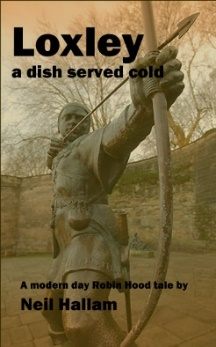 Loxley
a dish served cold
A modern day Robin Hood tale by
Neil Hallam